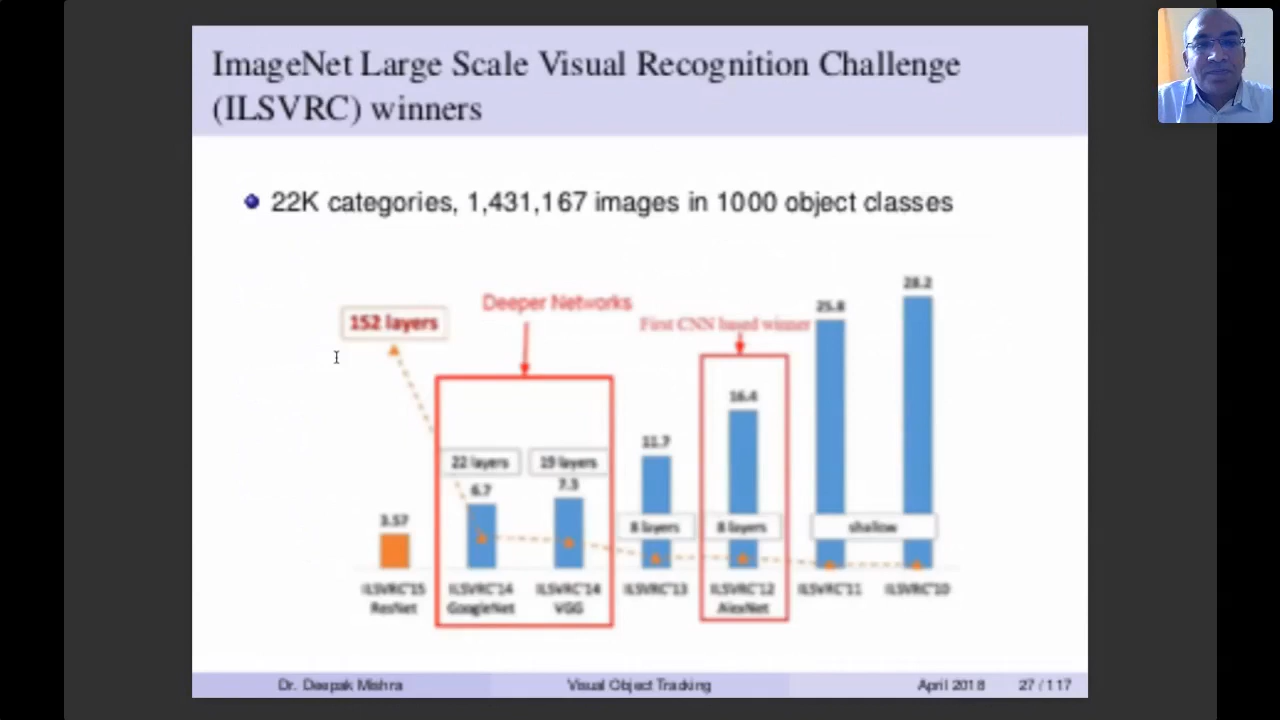 ImageNet Large Scale Visual Recognition Challenge
(ILSVRC) winners
22K categories, 1,431,167 images in 1000 object classes
28.2
25.8
Deeper Networks
152 layers
First CNN based winner
16.4
11.7
22 layers
19 layers
6.7
7.3
3.57
8 layers
8 layers
shallow
ILSVRC'15
ILSVRC'14
ILSVRC'14
ILSVRC'13
ILSVRC'12
ILSVRC'11
ILSVRC'10
ResNet
GoogleNet
VGG
AlexNet
Dr. Deepak Mishra
Visual Object Tracking
April 2018
27 / 117